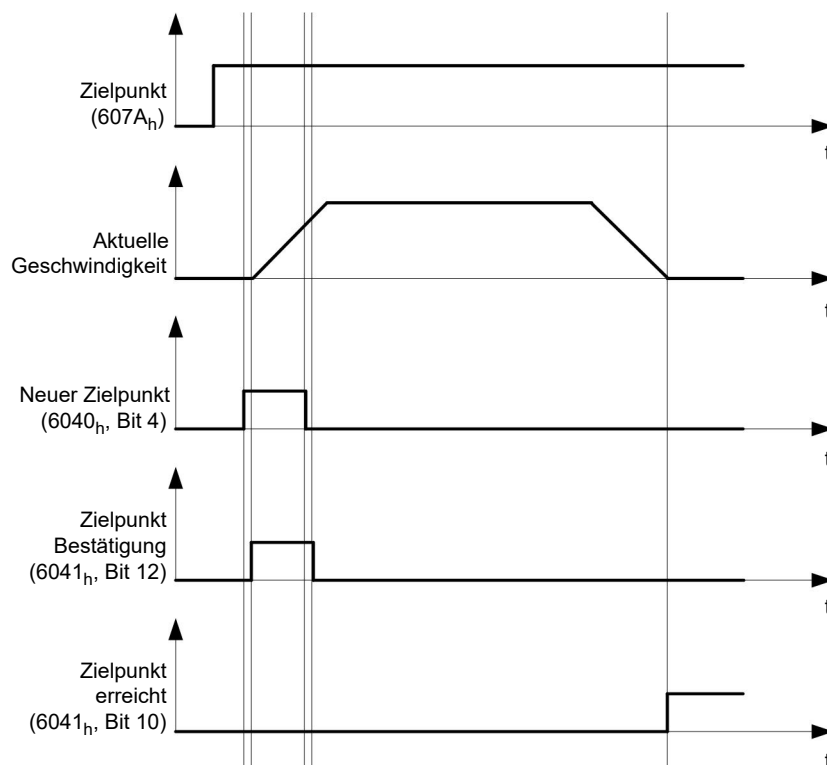 Zielpunkt
(607Ah)
t
Aktuelle
Geschwindigkeit
t
Neuer Zielpunkt
(6040h, Bit 4)
t
Zielpunkt
Bestätigung
(6041h, Bit 12)
t
Zielpunkt
erreicht
(6041h, Bit 10)
t